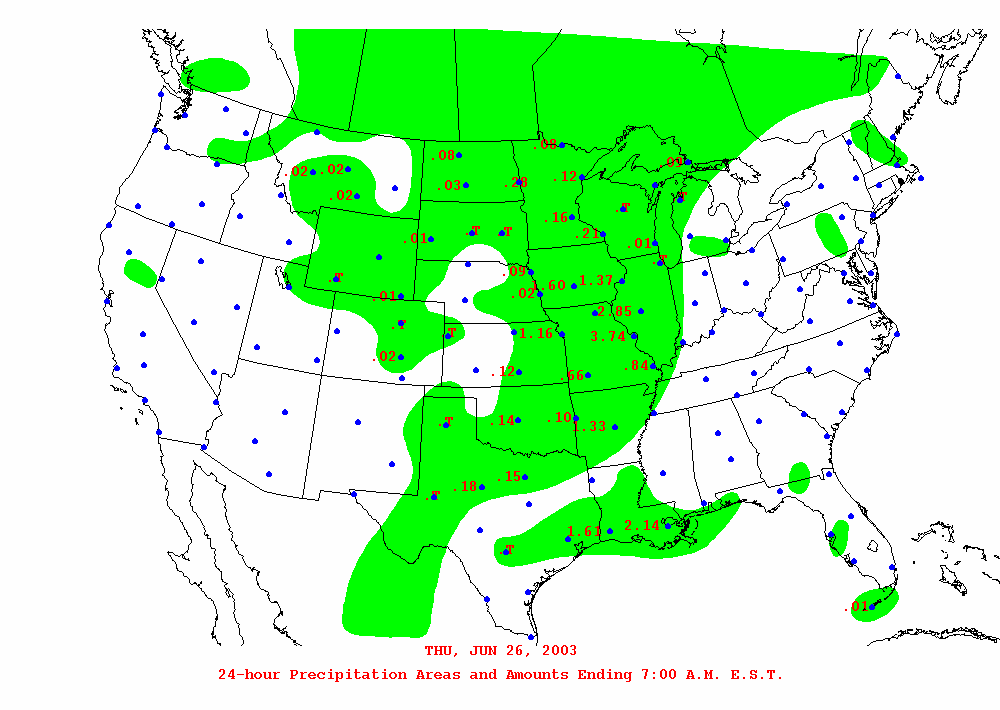 .08
.08
.09
.02 .02
.12
.03 .28
.02 .T
.T
.16
.T .T .21
.01 .01
.T
.09
.T 1.37
.60
.01 .02
2.85
.T
.T 1.16 3.74
.02
.84
.12 .66
.10
.14
.T 1.33
.15
.18
.T
2.14
1.61
.T
.01
THU, JUN 26, 2003
24-hour Precipitation Areas and Amounts Ending 7:00 A.M. E.S.T.